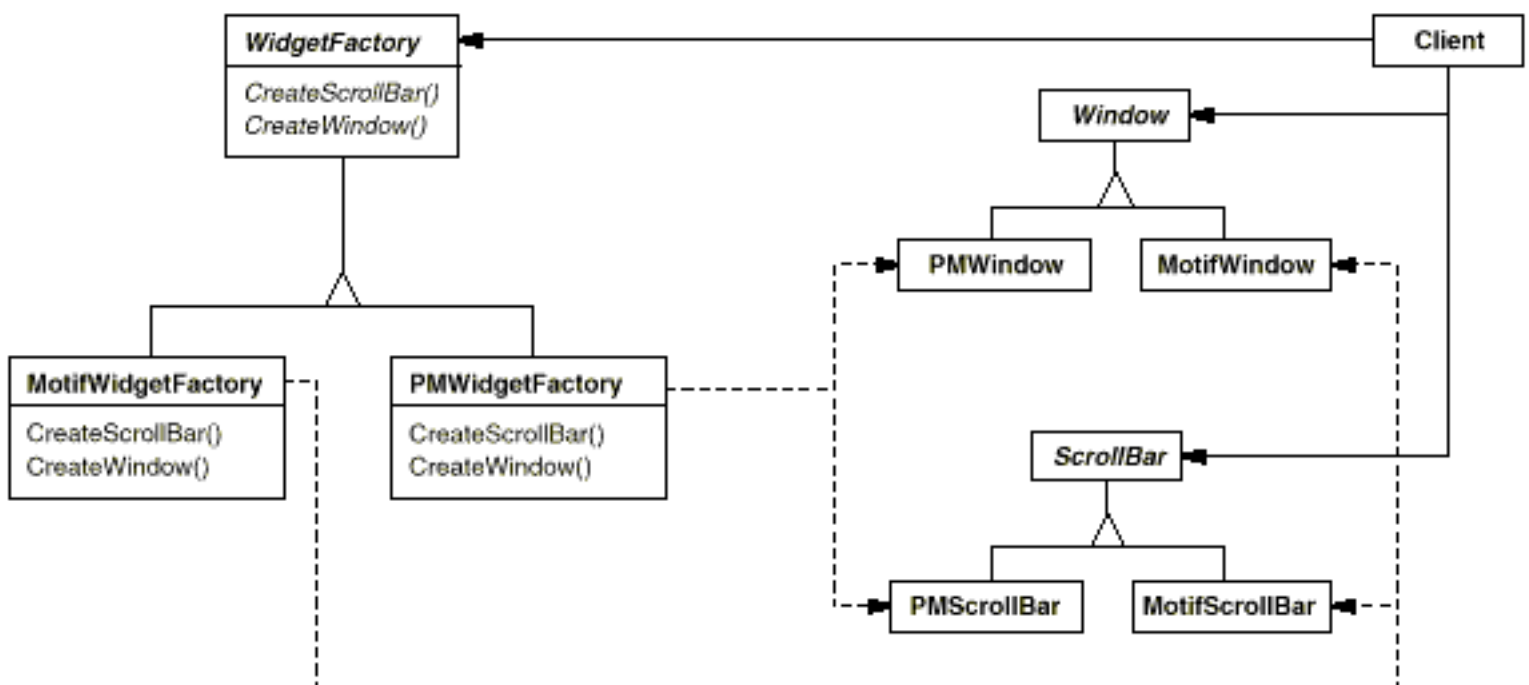 WidgetFactory
CreateScrollBar()
CreateWindow()
Client
Window
PMWindow
MotifWindow
MotifWidgetFactory
CreateScrollBar()
CreateWindow()
PMWidgetFactory
CreateScrollBar()
CreateWindow()
ScrollBar
PMScrollBar
MotifScrollBar